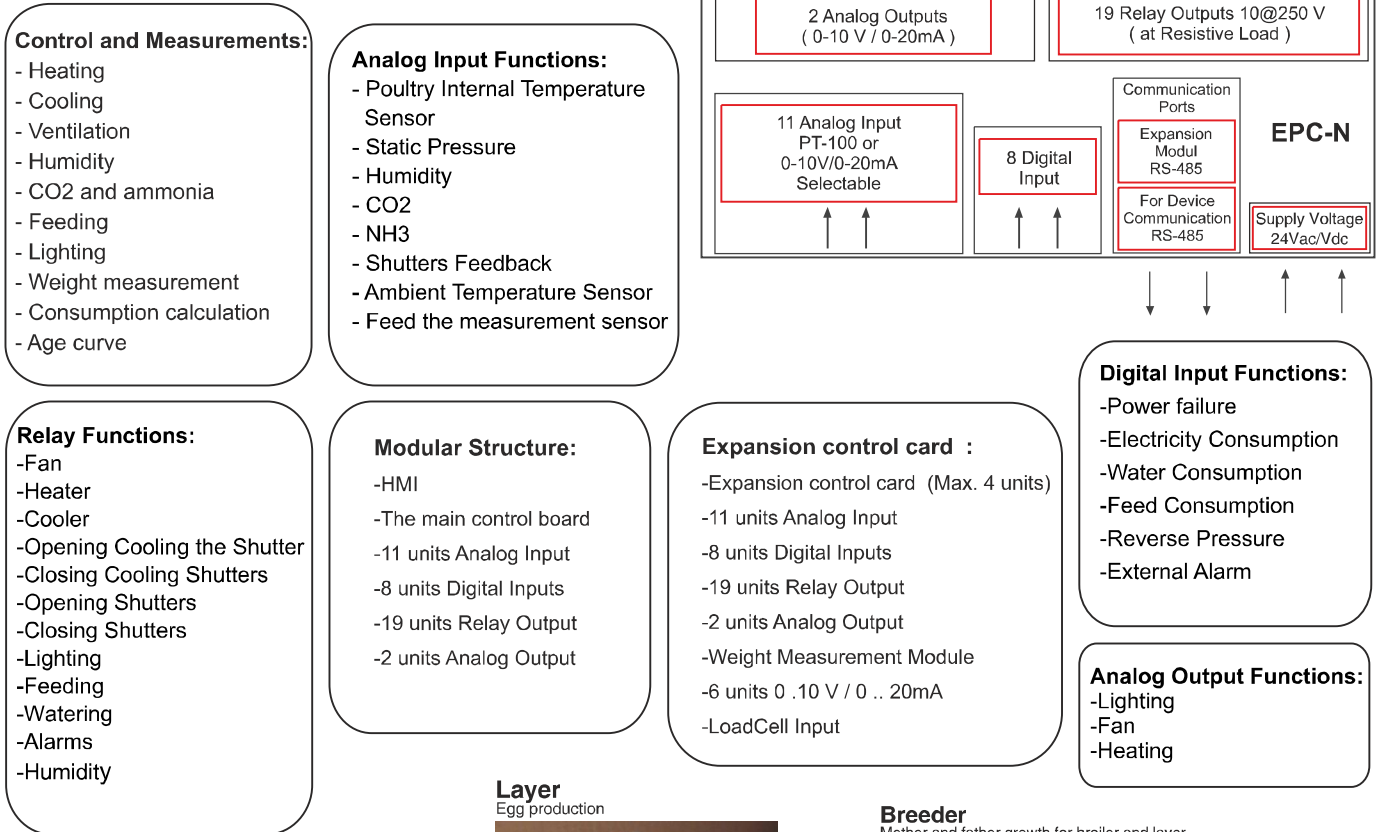 Control and Measurements:
- Heating
- Cooling
- Ventilation
- Humidity
- CO2 and ammonia
- Feeding
- Lighting
- Weight measurement
- Consumption calculation
- Age curve
Analog Input Functions:
- Poultry Internal Temperature
Sensor
- Static Pressure
- Humidity
- CO2
- NH3
- Shutters Feedback
- Ambient Temperature Sensor
- Feed the measurement sensor
2 Analog Outputs
( 0-10 V / 0-20mA )
19 Relay Outputs 10@250 V
( at Resistive Load )
11 Analog Input
PT-100 or
0-10V/0-20mA
Selectable
8 Digital
Input
Communication
Ports
Expansion
Modul
RS-485
For Device
Communication
RS-485
EPC-N
Supply Voltage
24Vac/Vdc
Relay Functions:
-Fan
-Heater
-Cooler
-Opening Cooling the Shutter
-Closing Cooling Shutters
-Opening Shutters
-Closing Shutters
-Lighting
-Feeding
-Watering
-Alarms
-Humidity
Modular Structure:
-HMI
-The main control board
-11 units Analog Input
-8 units Digital Inputs
-19 units Relay Output
-2 units Analog Output
Expansion control card :
-Expansion control card (Max. 4 units)
-11 units Analog Input
-8 units Digital Inputs
-19 units Relay Output
-2 units Analog Output
-Weight Measurement Module
-6 units 0 .10 V / 0 .. 20mA
-LoadCell Input
Digital Input Functions:
-Power failure
-Electricity Consumption
-Water Consumption
-Feed Consumption
-Reverse Pressure
-External Alarm
Analog Output Functions:
-Lighting
-Fan
-Heating
Layer
Egg production
Breeder
Mother and father growth for broiler and layer